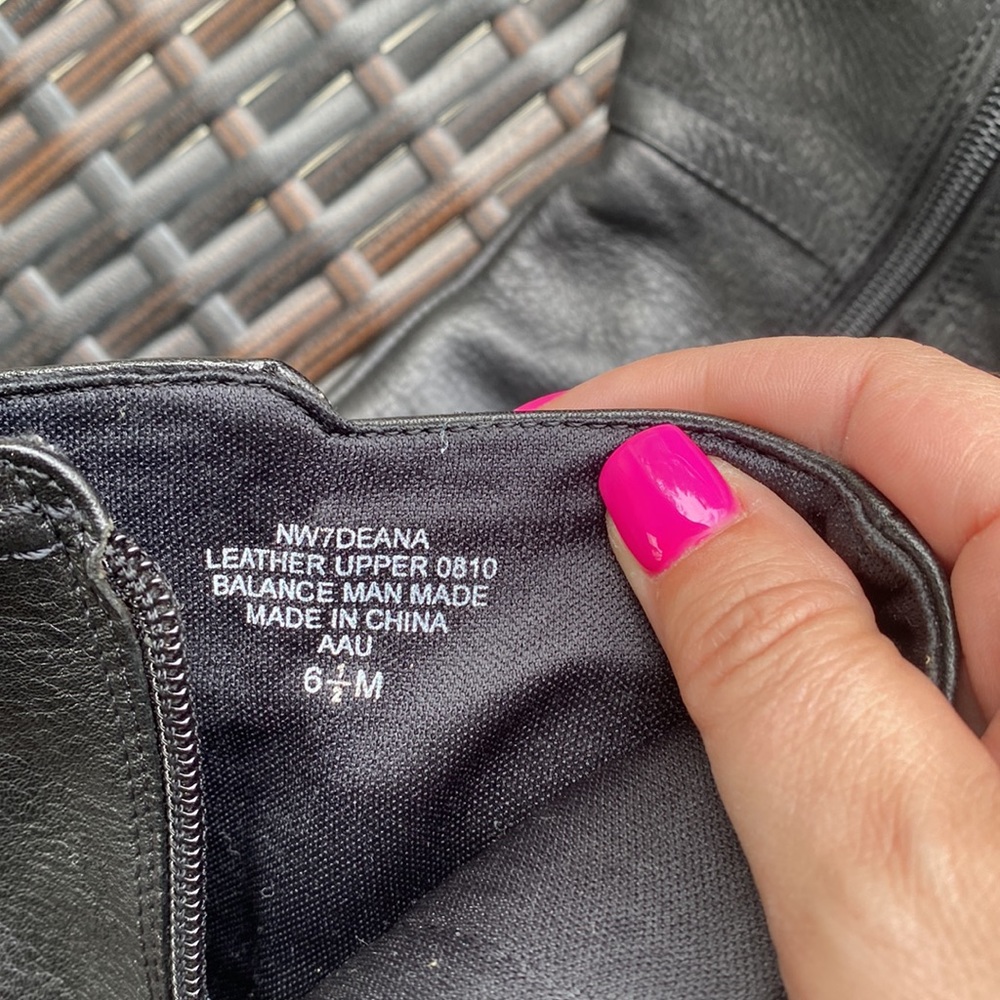 NW7DEANA
LEATHER UPPER 0810
BALANCE MAN MADE
MADE IN CHINA
AAU
6½M